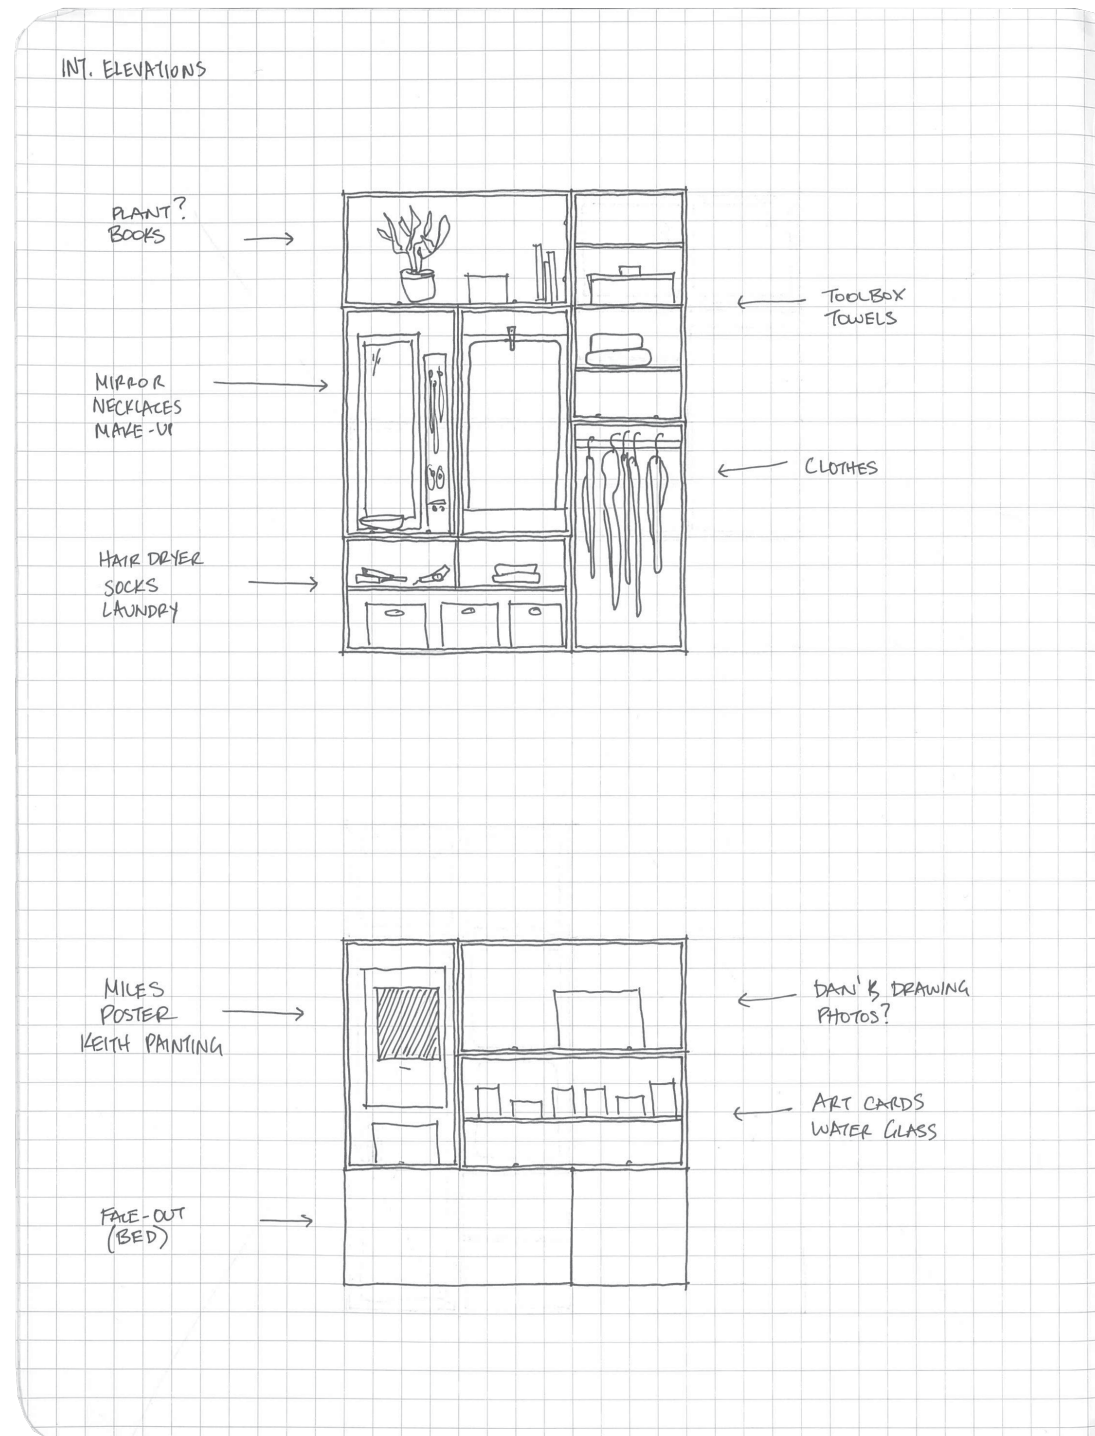 INT. ELEVATIONS
PLANT?
BOOKS
TOOLBOX
TOWELS
MIRROR
NECKLACES
MAKE-UP
CLOTHES
HAIR DRYER
SOCKS
LAUNDRY
MILES
POSTER
KEITH PAINTING
DAN'S DRAWING
PHOTOS?
ART CARDS
WATER GLASS
FACE-OUT
(BED)